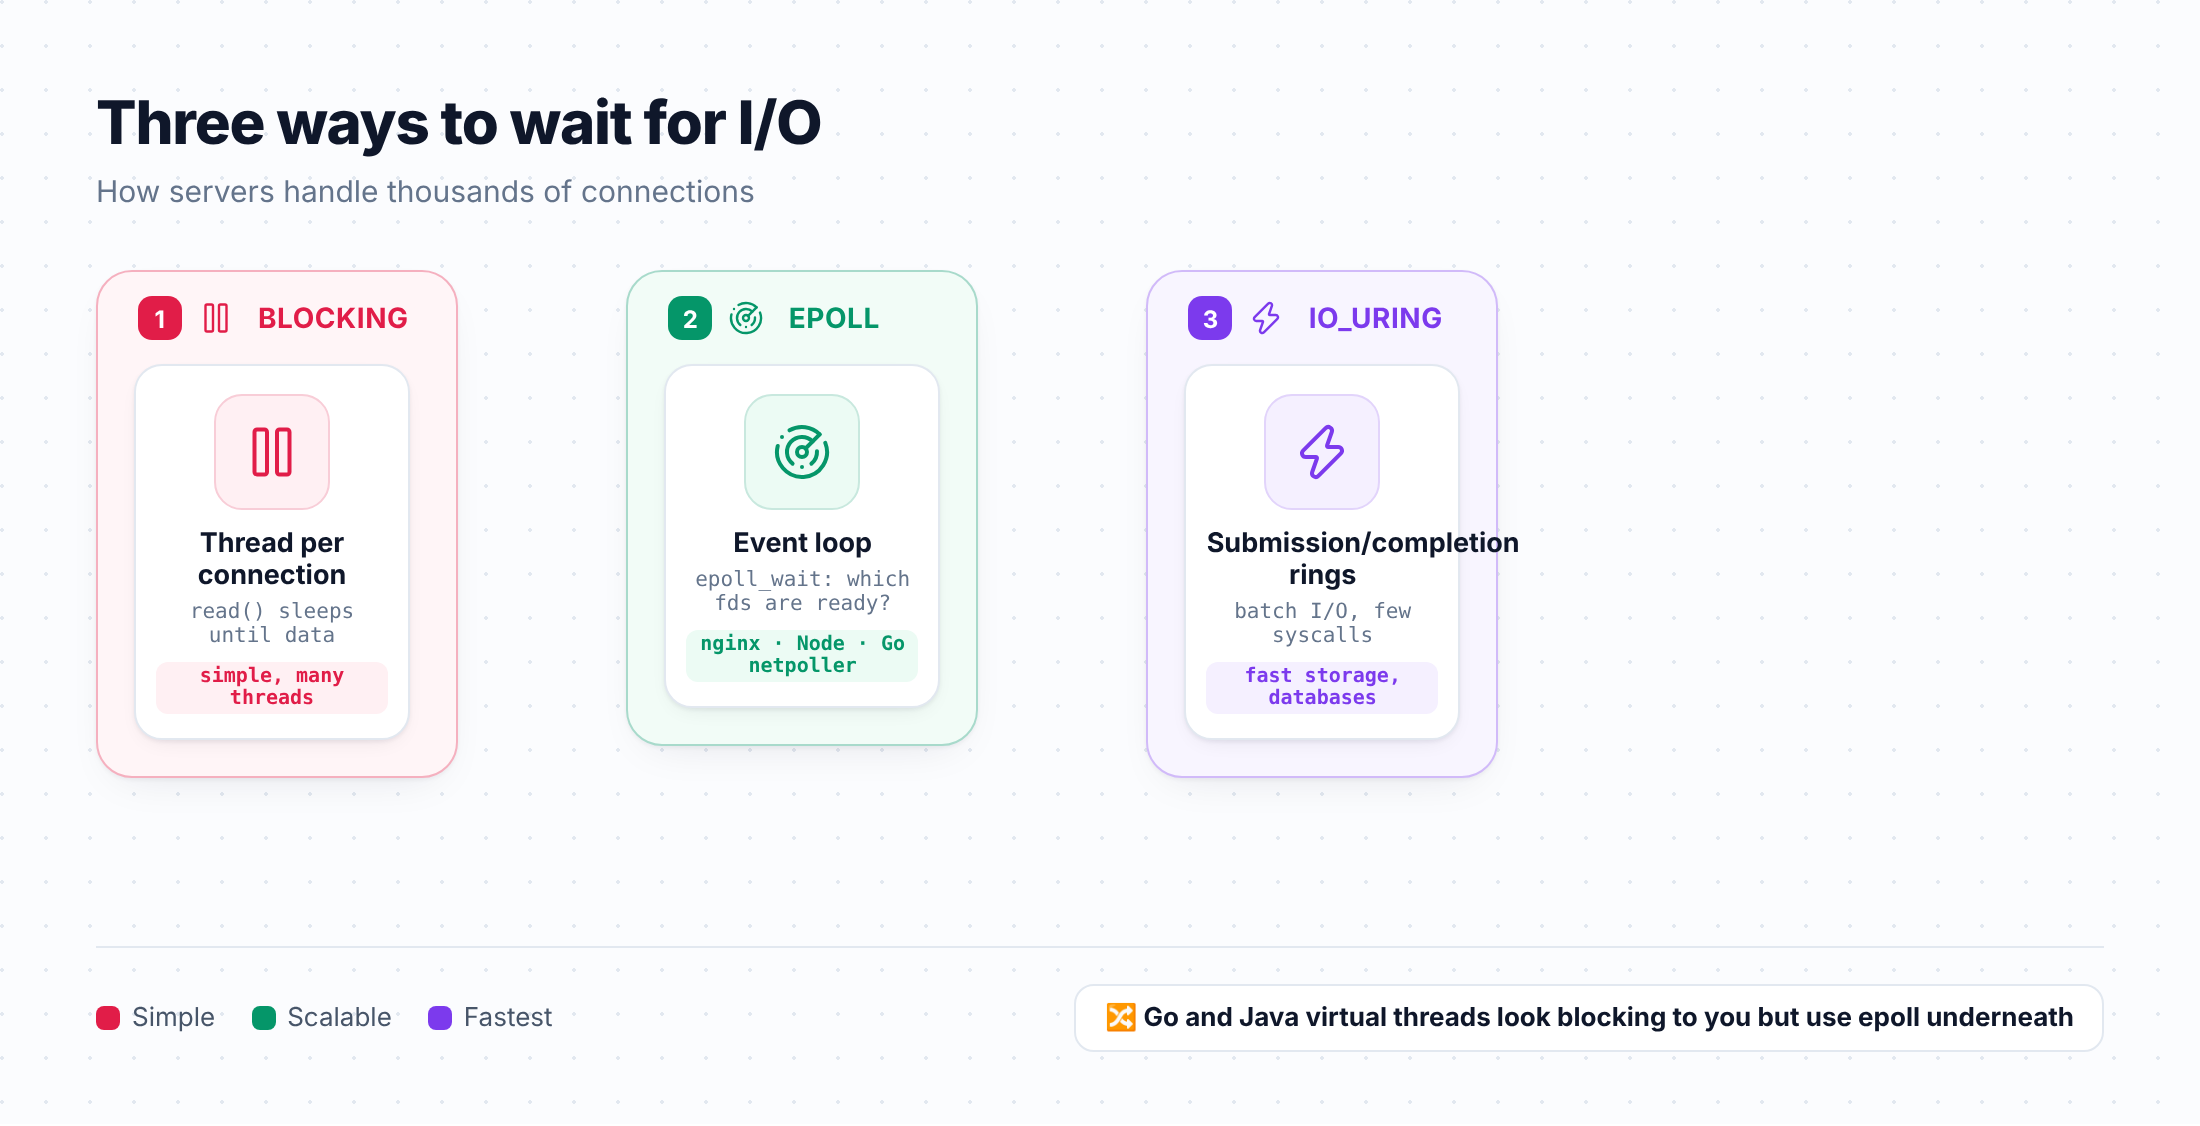 Three ways to wait for I/O
How servers handle thousands of connections
1 BLOCKING
Thread per
connection
read() sleeps
until data
simple, many
threads
2 EPOLL
Event loop
epoll_wait: which
fds are ready?
nginx · Node · Go
netpoller
3 IO_URING
Submission/completion
rings
batch I/O, few
syscalls
fast storage,
databases
Simple
Scalable
Fastest
🔀 Go and Java virtual threads look blocking to you but use epoll underneath